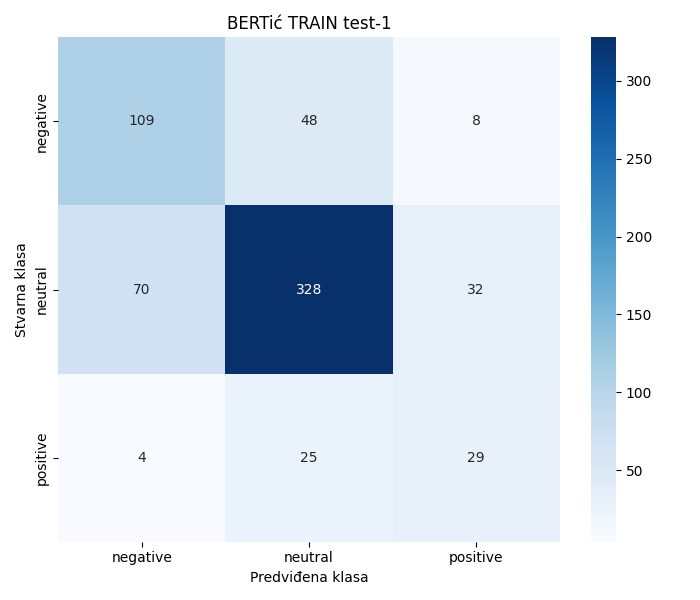 BERTić TRAIN test-1
Stvarna klasa
negative
109 48 8
neutral
70 328 32
positive
4 25 29
negative neutral positive
Predviđena klasa
300
250
200
150
100
50